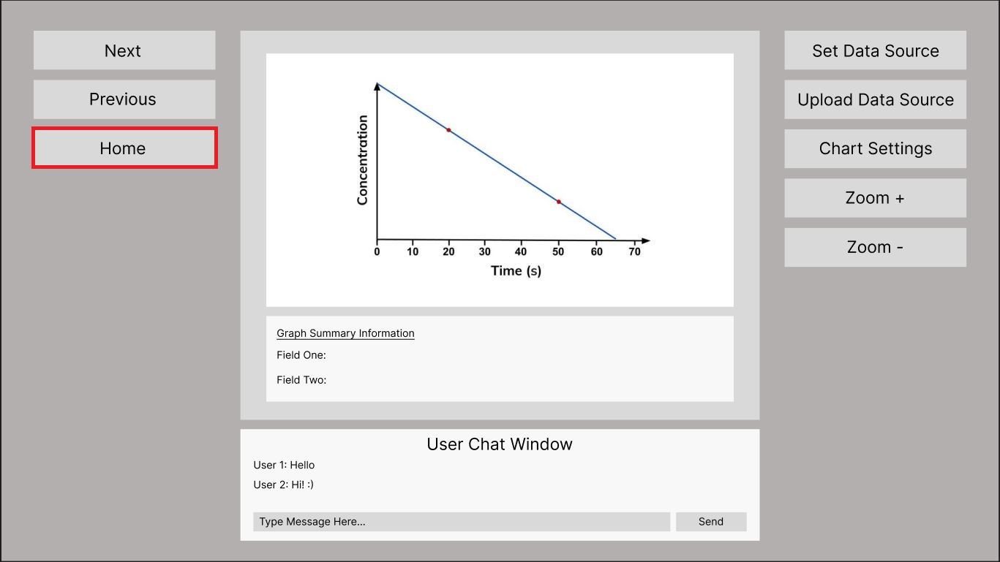 Next
Previous
Home
Concentration
0 10 20 30 40 50 60 70
Time (s)
Graph Summary Information
Field One:
Field Two:
User Chat Window
User 1: Hello
User 2: Hi! :)
Type Message Here...
Send
Set Data Source
Upload Data Source
Chart Settings
Zoom +
Zoom -